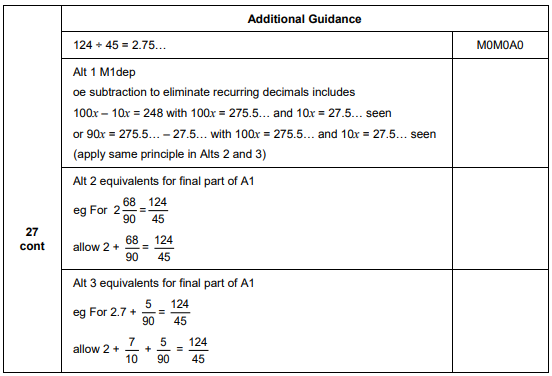 Additional Guidance
124 ÷ 45 = 2.75… M0M0A0
Alt 1 M1dep
oe subtraction to eliminate recurring decimals includes
100x – 10x = 248 with 100x = 275.5… and 10x = 27.5… seen
or 90x = 275.5… – 27.5… with 100x = 275.5… and 10x = 27.5… seen
(apply same principle in Alts 2 and 3)
Alt 2 equivalents for final part of A1
eg For 2 68/90 = 124/45
allow 2 + 68/90 = 124/45
27
cont
Alt 3 equivalents for final part of A1
eg For 2.7 + 5/90 = 124/45
allow 2 + 7/10 + 5/90 = 124/45